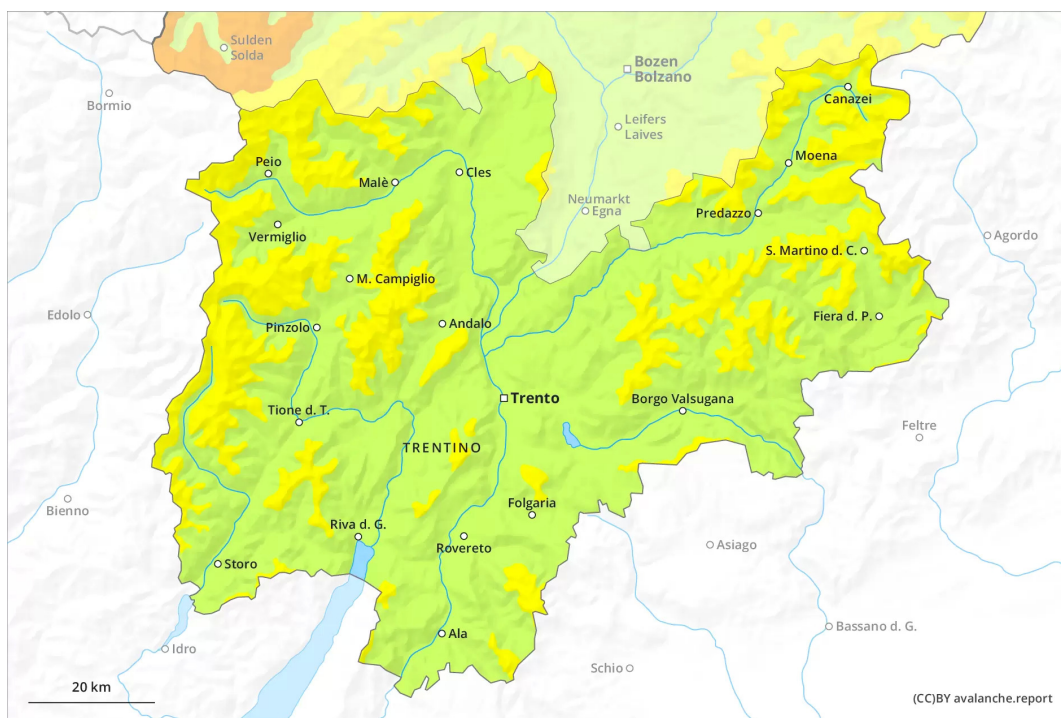 Sulden
Solda
Bozen
Bolzano
Bormio
Canazei
Leifers
Laives
Peio
Malè
Cles
Moena
Neumarkt
Egna
Predazzo
Vermiglio
Agordo
S. Martino d. C.
M. Campiglio
Edolo
Pinzolo
Andalo
Fiera d. P.
Trento
Borgo Valsugana
Tione d. T.
Feltre
TRENTINO
Bienno
Folgaria
Riva d. G.
Rovereto
Asiago
Storo
Bassano d. G.
Ala
Idro
Schio
20 km
(CC)BY avalanche.report